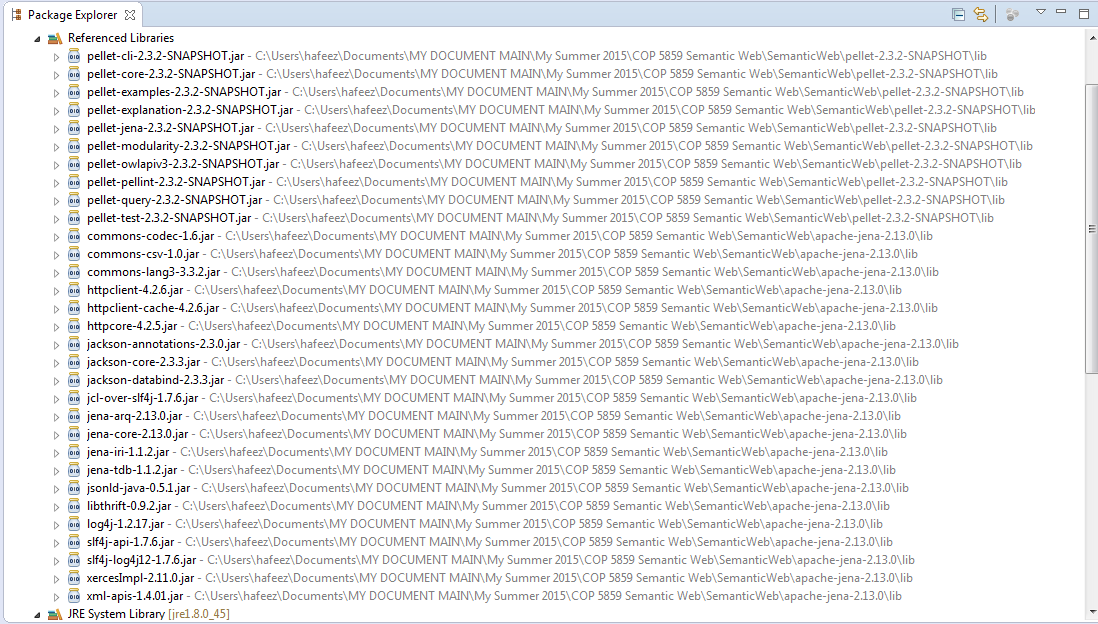 Package Explorer
Referenced Libraries
pellet-cli-2.3.2-SNAPSHOT.jar - C:\Users\hafeez\Documents\MY DOCUMENT MAIN\My Summer 2015\COP 5859 Semantic Web\SemanticWeb\pellet-2.3.2-SNAPSHOT\lib
pellet-core-2.3.2-SNAPSHOT.jar - C:\Users\hafeez\Documents\MY DOCUMENT MAIN\My Summer 2015\COP 5859 Semantic Web\SemanticWeb\pellet-2.3.2-SNAPSHOT\lib
pellet-examples-2.3.2-SNAPSHOT.jar - C:\Users\hafeez\Documents\MY DOCUMENT MAIN\My Summer 2015\COP 5859 Semantic Web\SemanticWeb\pellet-2.3.2-SNAPSHOT\lib
pellet-explanation-2.3.2-SNAPSHOT.jar - C:\Users\hafeez\Documents\MY DOCUMENT MAIN\My Summer 2015\COP 5859 Semantic Web\SemanticWeb\pellet-2.3.2-SNAPSHOT\lib
pellet-jena-2.3.2-SNAPSHOT.jar - C:\Users\hafeez\Documents\MY DOCUMENT MAIN\My Summer 2015\COP 5859 Semantic Web\SemanticWeb\pellet-2.3.2-SNAPSHOT\lib
pellet-modularity-2.3.2-SNAPSHOT.jar - C:\Users\hafeez\Documents\MY DOCUMENT MAIN\My Summer 2015\COP 5859 Semantic Web\SemanticWeb\pellet-2.3.2-SNAPSHOT\lib
pellet-owlapiv3-2.3.2-SNAPSHOT.jar - C:\Users\hafeez\Documents\MY DOCUMENT MAIN\My Summer 2015\COP 5859 Semantic Web\SemanticWeb\pellet-2.3.2-SNAPSHOT\lib
pellet-pellint-2.3.2-SNAPSHOT.jar - C:\Users\hafeez\Documents\MY DOCUMENT MAIN\My Summer 2015\COP 5859 Semantic Web\SemanticWeb\pellet-2.3.2-SNAPSHOT\lib
pellet-query-2.3.2-SNAPSHOT.jar - C:\Users\hafeez\Documents\MY DOCUMENT MAIN\My Summer 2015\COP 5859 Semantic Web\SemanticWeb\pellet-2.3.2-SNAPSHOT\lib
pellet-test-2.3.2-SNAPSHOT.jar - C:\Users\hafeez\Documents\MY DOCUMENT MAIN\My Summer 2015\COP 5859 Semantic Web\SemanticWeb\pellet-2.3.2-SNAPSHOT\lib
commons-codec-1.6.jar - C:\Users\hafeez\Documents\MY DOCUMENT MAIN\My Summer 2015\COP 5859 Semantic Web\SemanticWeb\apache-jena-2.13.0\lib
commons-csv-1.0.jar - C:\Users\hafeez\Documents\MY DOCUMENT MAIN\My Summer 2015\COP 5859 Semantic Web\SemanticWeb\apache-jena-2.13.0\lib
commons-lang3-3.3.2.jar - C:\Users\hafeez\Documents\MY DOCUMENT MAIN\My Summer 2015\COP 5859 Semantic Web\SemanticWeb\apache-jena-2.13.0\lib
httpclient-4.2.6.jar - C:\Users\hafeez\Documents\MY DOCUMENT MAIN\My Summer 2015\COP 5859 Semantic Web\SemanticWeb\apache-jena-2.13.0\lib
httpclient-cache-4.2.6.jar - C:\Users\hafeez\Documents\MY DOCUMENT MAIN\My Summer 2015\COP 5859 Semantic Web\SemanticWeb\apache-jena-2.13.0\lib
httpcore-4.2.5.jar - C:\Users\hafeez\Documents\MY DOCUMENT MAIN\My Summer 2015\COP 5859 Semantic Web\SemanticWeb\apache-jena-2.13.0\lib
jackson-annotations-2.3.0.jar - C:\Users\hafeez\Documents\MY DOCUMENT MAIN\My Summer 2015\COP 5859 Semantic Web\SemanticWeb\apache-jena-2.13.0\lib
jackson-core-2.3.3.jar - C:\Users\hafeez\Documents\MY DOCUMENT MAIN\My Summer 2015\COP 5859 Semantic Web\SemanticWeb\apache-jena-2.13.0\lib
jackson-databind-2.3.3.jar - C:\Users\hafeez\Documents\MY DOCUMENT MAIN\My Summer 2015\COP 5859 Semantic Web\SemanticWeb\apache-jena-2.13.0\lib
jcl-over-slf4j-1.7.6.jar - C:\Users\hafeez\Documents\MY DOCUMENT MAIN\My Summer 2015\COP 5859 Semantic Web\SemanticWeb\apache-jena-2.13.0\lib
jena-arq-2.13.0.jar - C:\Users\hafeez\Documents\MY DOCUMENT MAIN\My Summer 2015\COP 5859 Semantic Web\SemanticWeb\apache-jena-2.13.0\lib
jena-core-2.13.0.jar - C:\Users\hafeez\Documents\MY DOCUMENT MAIN\My Summer 2015\COP 5859 Semantic Web\SemanticWeb\apache-jena-2.13.0\lib
jena-iri-1.1.2.jar - C:\Users\hafeez\Documents\MY DOCUMENT MAIN\My Summer 2015\COP 5859 Semantic Web\SemanticWeb\apache-jena-2.13.0\lib
jena-tdb-1.1.2.jar - C:\Users\hafeez\Documents\MY DOCUMENT MAIN\My Summer 2015\COP 5859 Semantic Web\SemanticWeb\apache-jena-2.13.0\lib
jsonld-java-0.5.1.jar - C:\Users\hafeez\Documents\MY DOCUMENT MAIN\My Summer 2015\COP 5859 Semantic Web\SemanticWeb\apache-jena-2.13.0\lib
libthrift-0.9.2.jar - C:\Users\hafeez\Documents\MY DOCUMENT MAIN\My Summer 2015\COP 5859 Semantic Web\SemanticWeb\apache-jena-2.13.0\lib
log4j-1.2.17.jar - C:\Users\hafeez\Documents\MY DOCUMENT MAIN\My Summer 2015\COP 5859 Semantic Web\SemanticWeb\apache-jena-2.13.0\lib
slf4j-api-1.7.6.jar - C:\Users\hafeez\Documents\MY DOCUMENT MAIN\My Summer 2015\COP 5859 Semantic Web\SemanticWeb\apache-jena-2.13.0\lib
slf4j-log4j12-1.7.6.jar - C:\Users\hafeez\Documents\MY DOCUMENT MAIN\My Summer 2015\COP 5859 Semantic Web\SemanticWeb\apache-jena-2.13.0\lib
xercesImpl-2.11.0.jar - C:\Users\hafeez\Documents\MY DOCUMENT MAIN\My Summer 2015\COP 5859 Semantic Web\SemanticWeb\apache-jena-2.13.0\lib
xml-apis-1.4.01.jar - C:\Users\hafeez\Documents\MY DOCUMENT MAIN\My Summer 2015\COP 5859 Semantic Web\SemanticWeb\apache-jena-2.13.0\lib
JRE System Library [jre1.8.0_45]